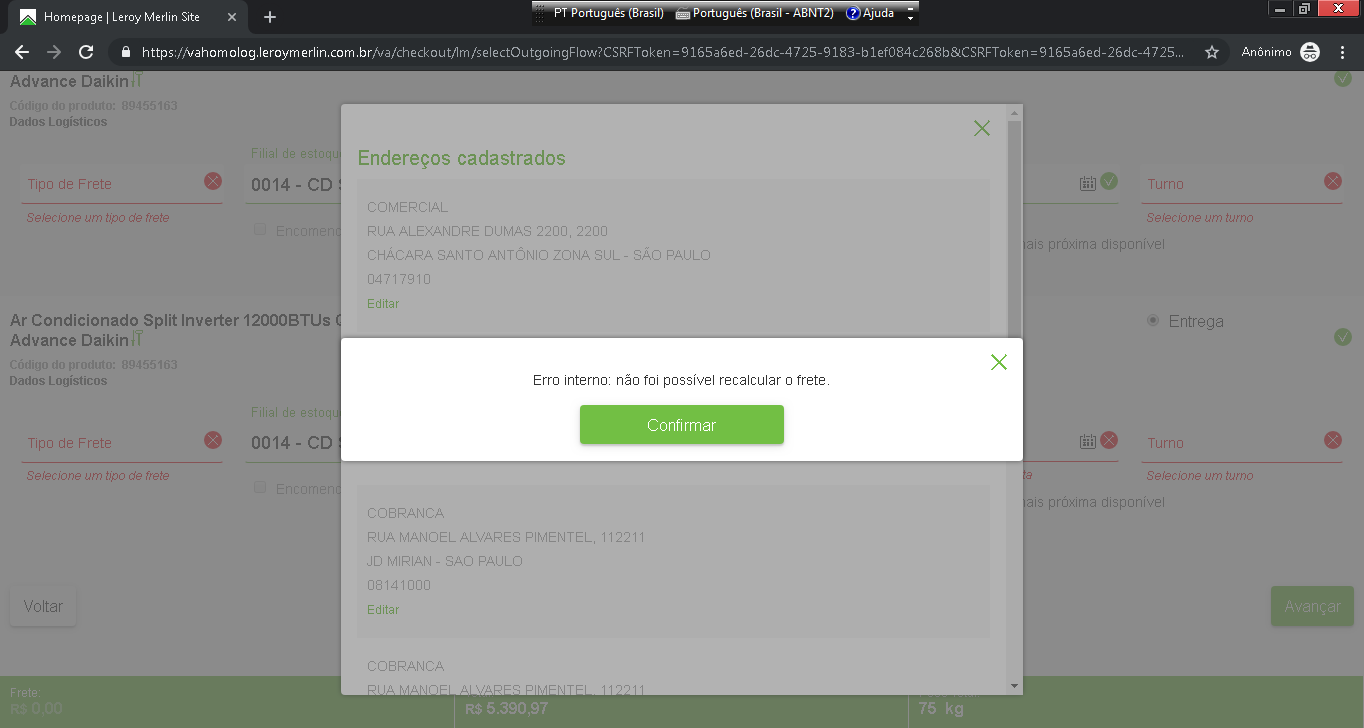 Homepage | Leroy Merlin Site
PT Português (Brasil) Português (Brasil - ABNT2) Ajuda
https://vahomolog.leroymerlin.com.br/va/checkout/lm/selectOutgoingFlow?CSRFToken=9165a6ed-26dc-4725-9183-b1ef084c268b&CSRFToken=9165a6ed-26dc-4725...
Anônimo
Advance Daikin
Código do produto: 89455163
Dados Logísticos
Filial de estoque
Tipo de Frete
0014 - CD
Turno
Selecione um tipo de frete
Selecione um turno
Encomend
mais próxima disponível
Endereços cadastrados
COMERCIAL
RUA ALEXANDRE DUMAS 2200, 2200
CHÁCARA SANTO ANTÔNIO ZONA SUL - SÃO PAULO
04717910
Editar
Ar Condicionado Split Inverter 12000BTUs
Advance Daikin
Código do produto: 89455163
Dados Logísticos
Entrega
Erro interno: não foi possível recalcular o frete.
Confirmar
Filial de estoque
Tipo de Frete
0014 - CD
Turno
Selecione um tipo de frete
Selecione um turno
Encomend
mais próxima disponível
COBRANCA
RUA MANOEL ALVARES PIMENTEL, 112211
JD MIRIAN - SAO PAULO
08141000
Editar
Voltar
Avançar
COBRANCA
RUA MANOEL ALVARES PIMENTEL, 112211
Frete:
R$ 0,00
R$ 5.390,97
75 kg